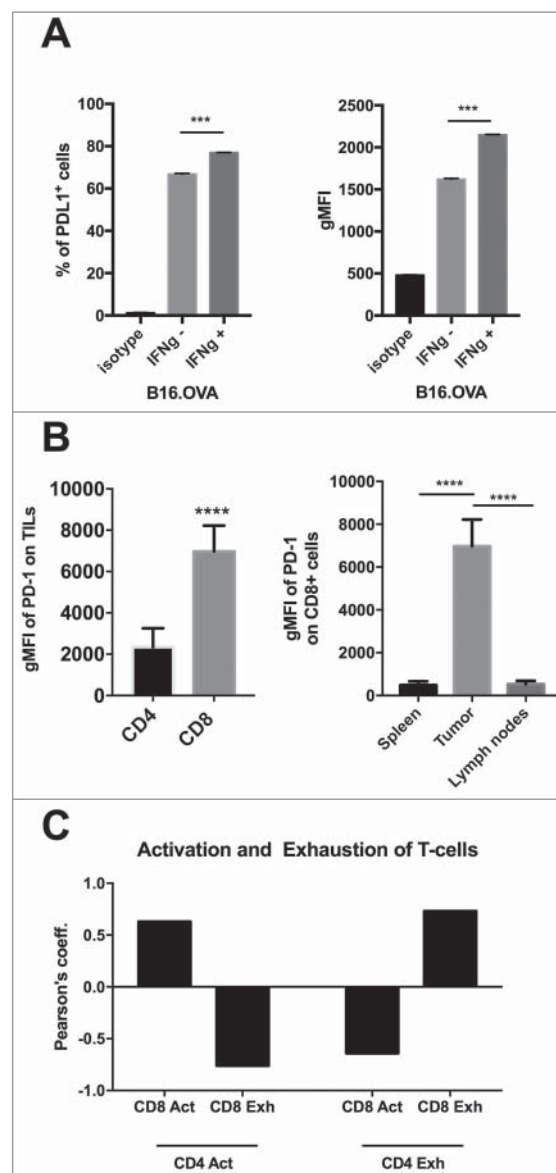 A
% of PDL1+ cells
100
80
60
40
20
0
***
isotype
IFNg -
IFNg +
B16.OVA
gMFI
2500
2000
1500
1000
500
0
***
isotype
IFNg -
IFNg +
B16.OVA
B
gMFI of PD-1 on TILs
10000
8000
6000
4000
2000
0
****
CD4
CD8
gMFI of PD-1
on CD8+ cells
10000
8000
6000
4000
2000
0
****
****
Spleen
Tumor
Lymph nodes
C
Activation and Exhaustion of T-cells
Pearson's coeff.
1.0
0.5
0.0
-0.5
-1.0
CD8 Act CD8 Exh CD8 Act CD8 Exh
CD4 Act CD4 Exh